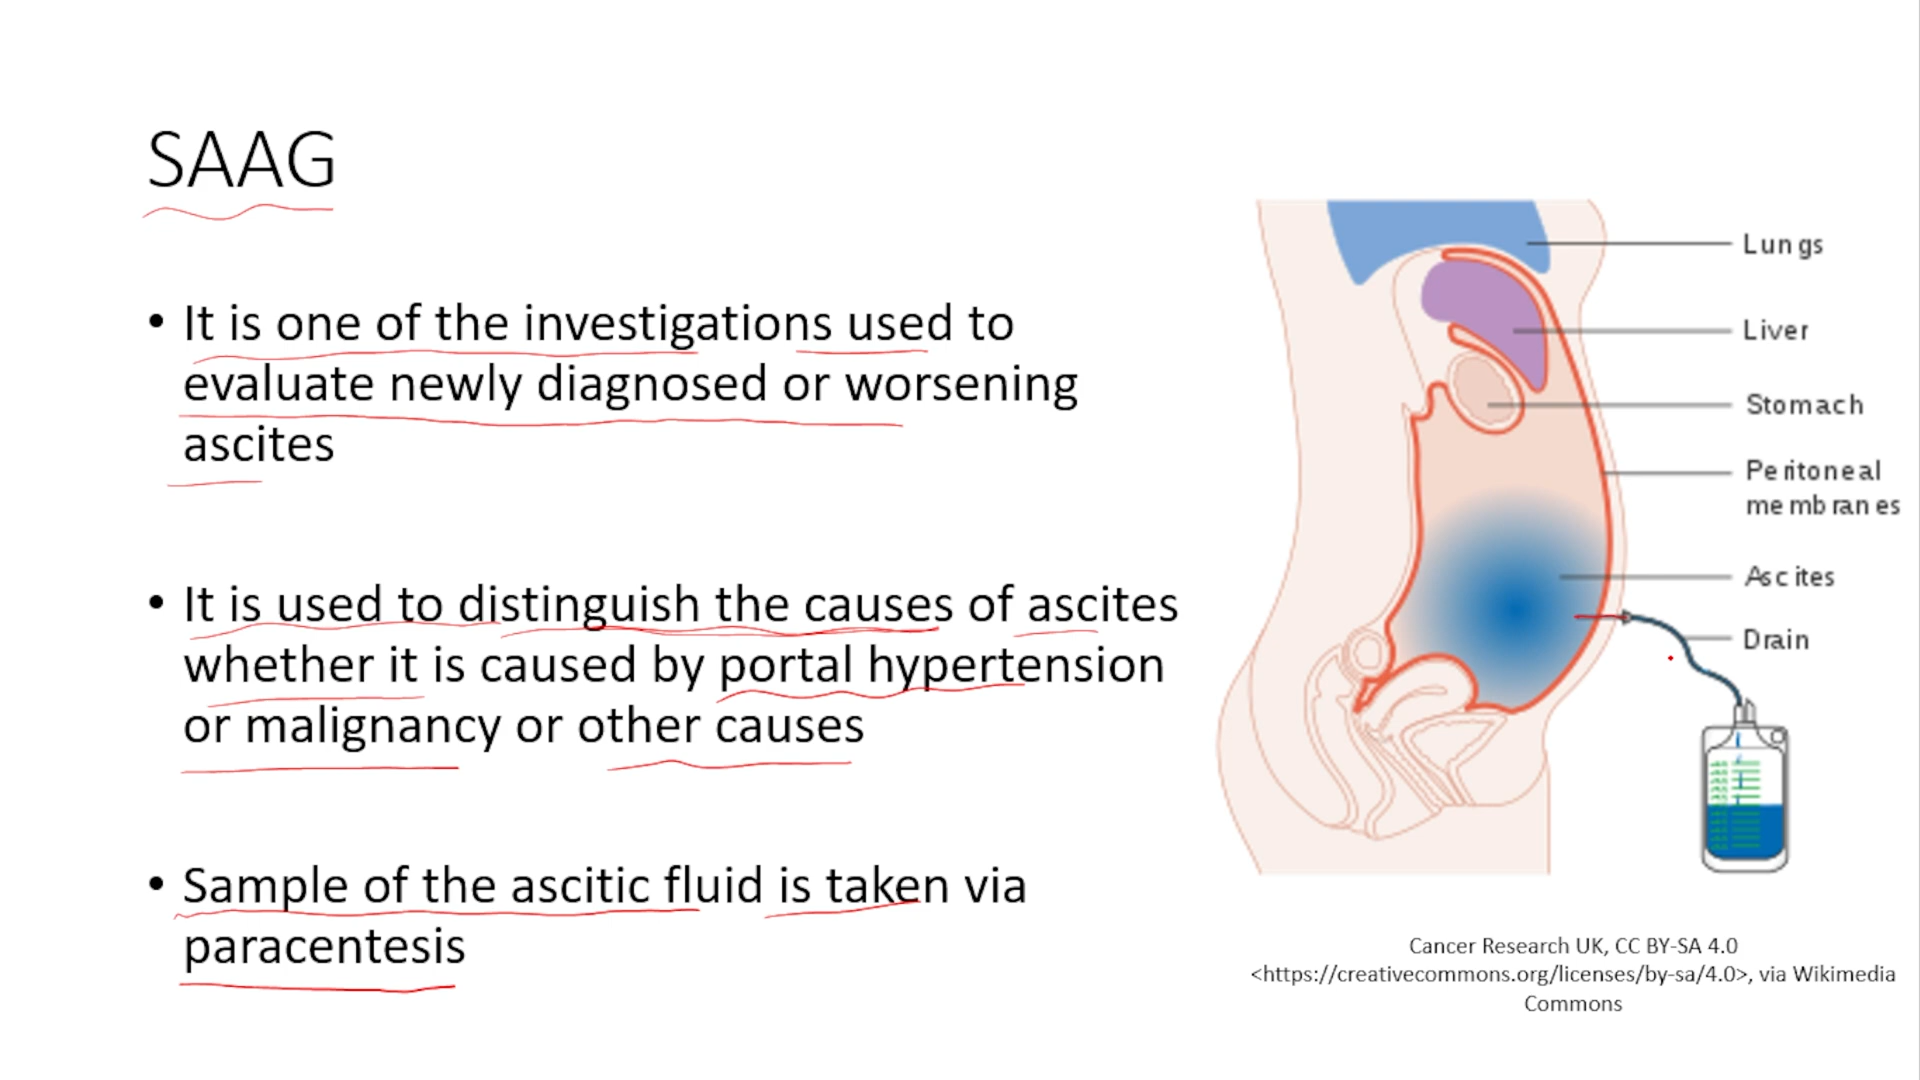 SAAG
• It is one of the investigations used to
evaluate newly diagnosed or worsening
ascites
• It is used to distinguish the causes of ascites
whether it is caused by portal hypertension
or malignancy or other causes
• Sample of the ascitic fluid is taken via
paracentesis
Lungs
Liver
Stomach
Peritoneal
membranes
Ascites
Drain
Cancer Research UK, CC BY-SA 4.0
<https://creativecommons.org/licenses/by-sa/4.0>, via Wikimedia
Commons